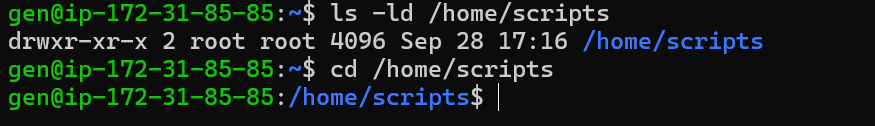 gen@ip-172-31-85-85:~$ ls -ld /home/scripts
drwxr-xr-x 2 root root 4096 Sep 28 17:16 /home/scripts
gen@ip-172-31-85-85:~$ cd /home/scripts
gen@ip-172-31-85-85:/home/scripts$